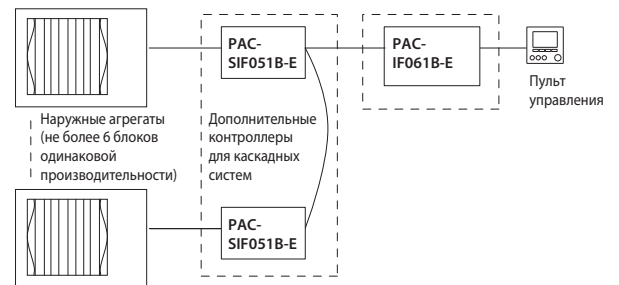 PAC-
SIF051B-E
PAC-
IF061B-E
Пульт
управления
Наружные агрегаты
(не более 6 блоков
одинаковой
производительности)
Дополнительные
контроллеры
для каскадных
систем
PAC-
SIF051B-E